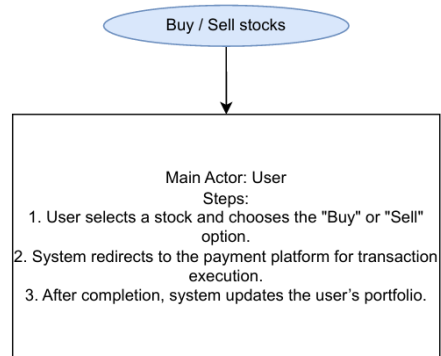 Buy / Sell stocks
Main Actor: User
Steps:
1. User selects a stock and chooses the "Buy" or "Sell"
option.
2. System redirects to the payment platform for transaction
execution.
3. After completion, system updates the user's portfolio.